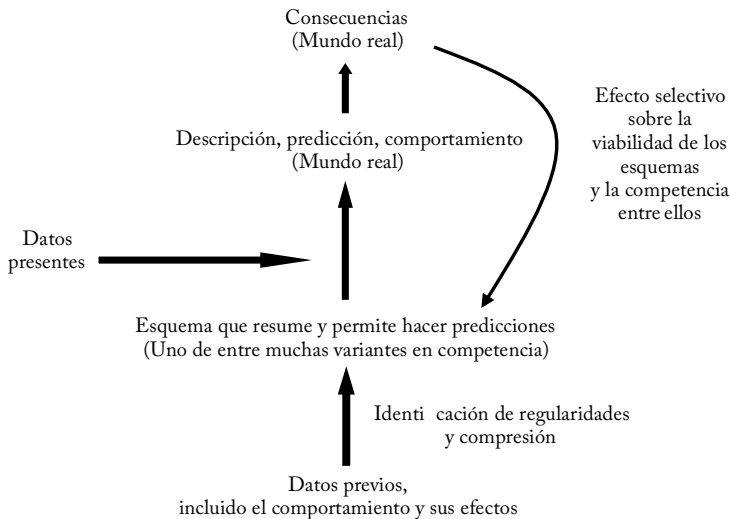 Consecuencias
(Mundo real)
Efecto selectivo
sobre la
viabilidad de los
esquemas
y la competencia
entre ellos
Descripción, predicción, comportamiento
(Mundo real)
Datos
presentes
Esquema que resume y permite hacer predicciones
(Uno de entre muchas variantes en competencia)
Identi cación de regularidades
y compresión
Datos previos,
incluido el comportamiento y sus efectos